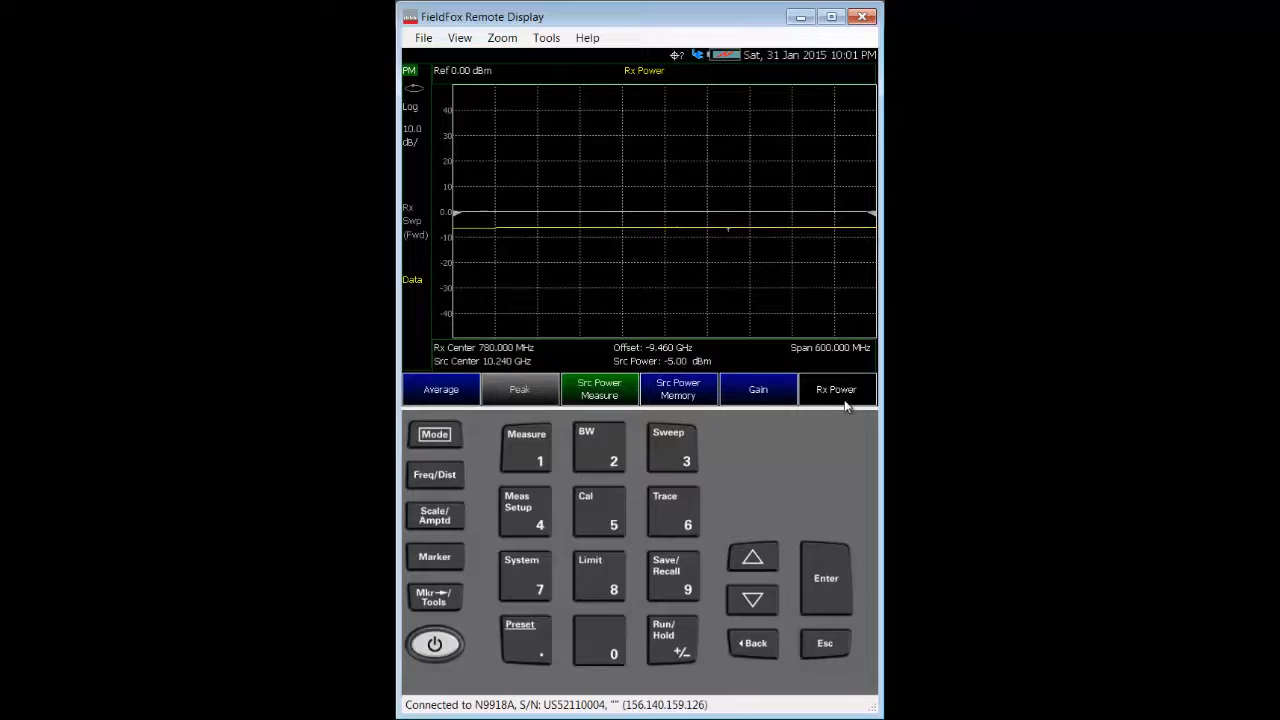 FieldFox Remote Display
File View Zoom Tools Help
Sat, 31 Jan 2015 10:01 PM
PM Ref 0.00 dBm Rx Power
Log
10.0
dB/
Rx
Swp
(Fwd)
Data
40
30
20
10
0.0
-10
-20
-30
-40
Rx Center 780.000 MHz Offset: -9.460 GHz Span 600.000 MHz
Src Center 10.240 GHz Src Power: -5.00 dBm
Average Peak Src Power Measure Src Power Memory Gain Rx Power
Mode Measure 1 BW 2 Sweep 3
Freq/Dist
Scale/ Amptd Meas Setup 4 Cal 5 Trace 6
Marker System 7 Limit 8 Save/ Recall 9 Enter
Mkr→/ Tools
Preset . 0 Run/ Hold +/- Back Esc
Connected to N9918A, S/N: US52110004, "" (156.140.159.126)